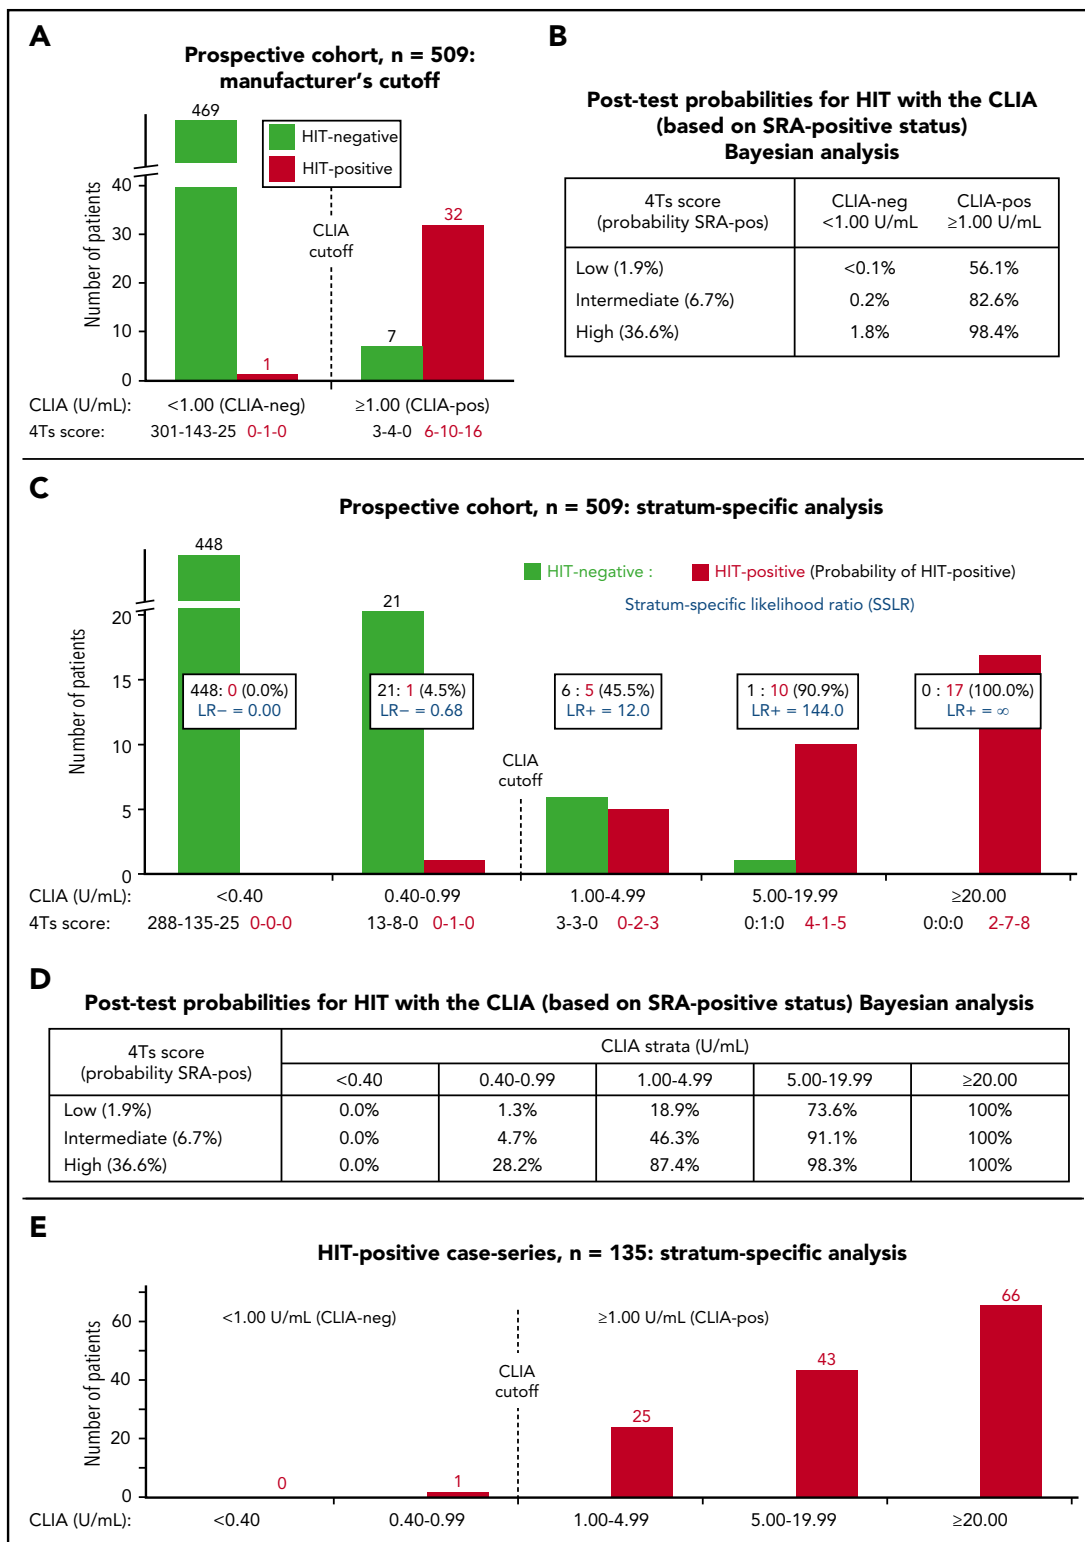 A
Prospective cohort, n = 509:
manufacturer's cutoff
469
HIT-negative
HIT-positive
40
30
20
10
0
Number of patients
CLIA
cutoff
1
7
32
CLIA (U/mL): <1.00 (CLIA-neg) ≥1.00 (CLIA-pos)
4Ts score: 301-143-25 0-1-0 3-4-0 6-10-16
B
Post-test probabilities for HIT with the CLIA
(based on SRA-positive status)
Bayesian analysis
4Ts score CLIA-neg CLIA-pos
(probability SRA-pos) <1.00 U/mL ≥1.00 U/mL
Low (1.9%) <0.1% 56.1%
Intermediate (6.7%) 0.2% 82.6%
High (36.6%) 1.8% 98.4%
C
Prospective cohort, n = 509: stratum-specific analysis
448
21
HIT-negative : HIT-positive (Probability of HIT-positive)
Stratum-specific likelihood ratio (SSLR)
20
15
10
5
0
Number of patients
448: 0 (0.0%)
LR− = 0.00
21: 1 (4.5%)
LR− = 0.68
6 : 5 (45.5%)
LR+ = 12.0
1 : 10 (90.9%)
LR+ = 144.0
0 : 17 (100.0%)
LR+ = ∞
CLIA
cutoff
CLIA (U/mL): <0.40 0.40-0.99 1.00-4.99 5.00-19.99 ≥20.00
4Ts score: 288-135-25 0-0-0 13-8-0 0-1-0 3-3-0 0-2-3 0:1:0 4-1-5 0:0:0 2-7-8
D
Post-test probabilities for HIT with the CLIA (based on SRA-positive status) Bayesian analysis
4Ts score
(probability SRA-pos)
CLIA strata (U/mL)
<0.40 0.40-0.99 1.00-4.99 5.00-19.99 ≥20.00
Low (1.9%) 0.0% 1.3% 18.9% 73.6% 100%
Intermediate (6.7%) 0.0% 4.7% 46.3% 91.1% 100%
High (36.6%) 0.0% 28.2% 87.4% 98.3% 100%
E
HIT-positive case-series, n = 135: stratum-specific analysis
<1.00 U/mL (CLIA-neg) ≥1.00 U/mL (CLIA-pos)
60
40
20
0
Number of patients
CLIA
cutoff
0
1
25
43
66
CLIA (U/mL): <0.40 0.40-0.99 1.00-4.99 5.00-19.99 ≥20.00